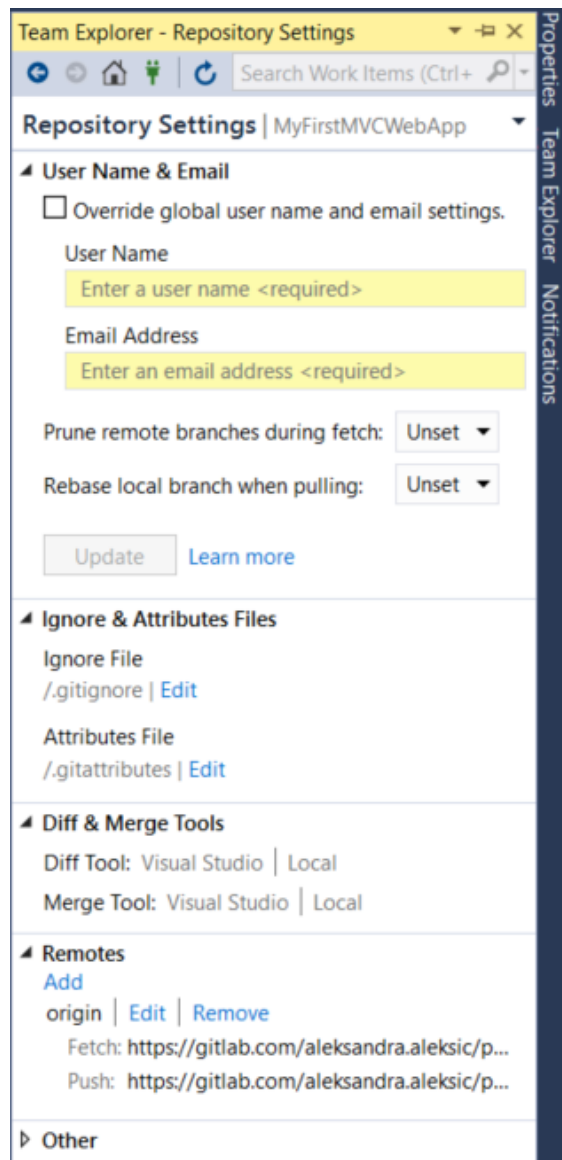 Team Explorer - Repository Settings
Search Work Items (Ctrl+
Repository Settings | MyFirstMVCWebApp
User Name & Email
Override global user name and email settings.
User Name
Enter a user name <required>
Email Address
Enter an email address <required>
Prune remote branches during fetch: Unset
Rebase local branch when pulling: Unset
Update Learn more
Ignore & Attributes Files
Ignore File
/.gitignore | Edit
Attributes File
/.gitattributes | Edit
Diff & Merge Tools
Diff Tool: Visual Studio | Local
Merge Tool: Visual Studio | Local
Remotes
Add
origin | Edit | Remove
Fetch: https://gitlab.com/aleksandra.aleksic/p...
Push: https://gitlab.com/aleksandra.aleksic/p...
Other
Properties
Team Explorer
Notifications